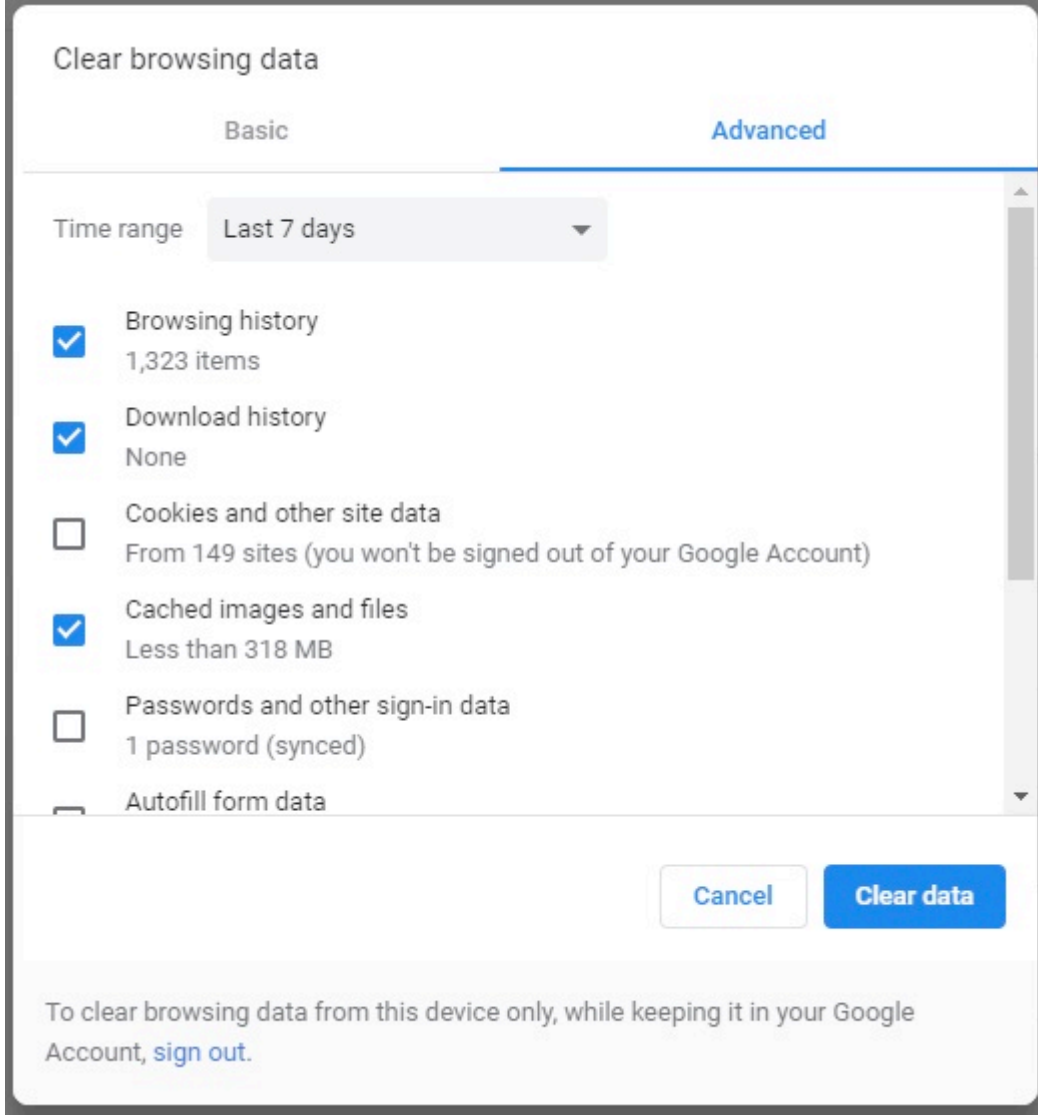 Clear browsing data
Basic
Advanced
Time range
Last 7 days
Browsing history
1,323 items
Download history
None
Cookies and other site data
From 149 sites (you won't be signed out of your Google Account)
Cached images and files
Less than 318 MB
Passwords and other sign-in data
1 password (synced)
Autofill form data
Cancel
Clear data
To clear browsing data from this device only, while keeping it in your Google
Account, sign out.